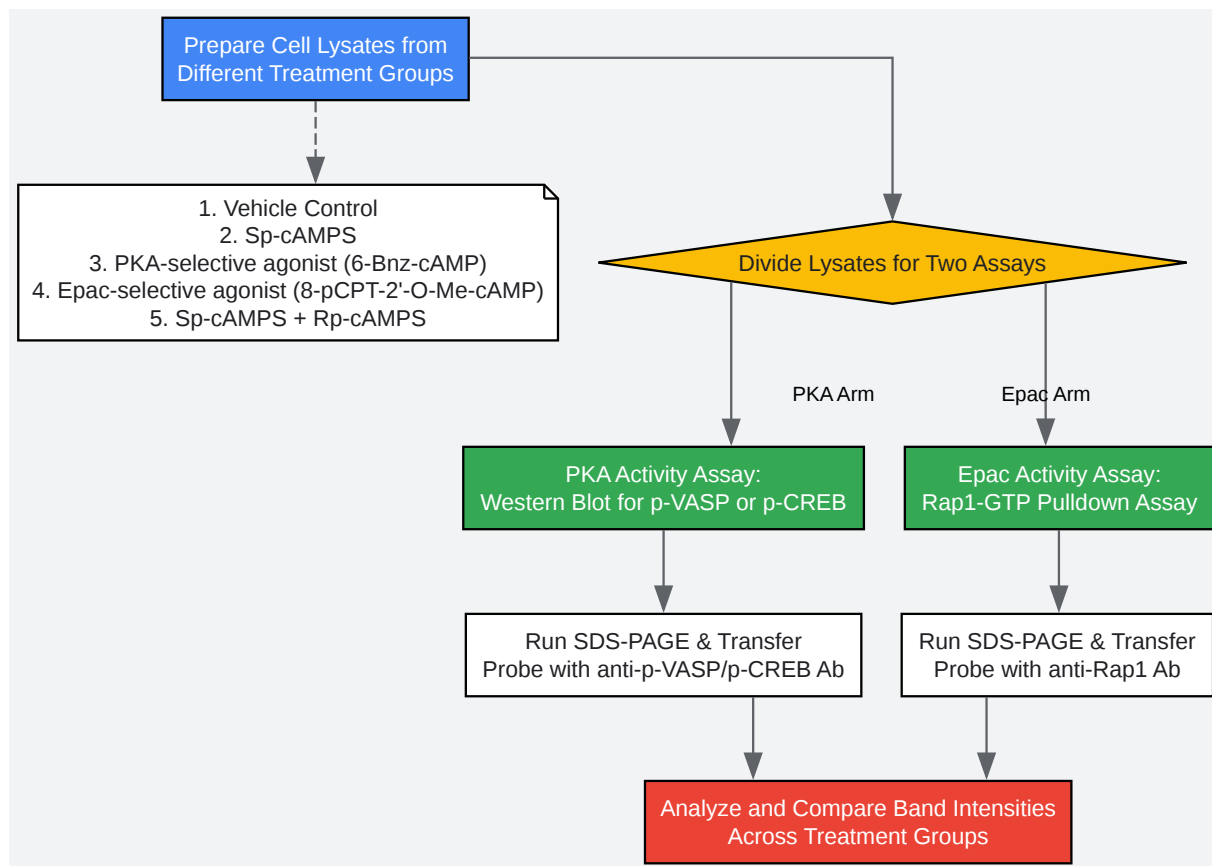 Prepare Cell Lysates from
Different Treatment Groups
1. Vehicle Control
2. Sp-cAMPS
3. PKA-selective agonist (6-Bnz-cAMP)
4. Epac-selective agonist (8-pCPT-2'-O-Me-cAMP)
5. Sp-cAMPS + Rp-cAMPS
Divide Lysates for Two Assays
PKA Arm
Epac Arm
PKA Activity Assay:
Western Blot for p-VASP or p-CREB
Epac Activity Assay:
Rap1-GTP Pulldown Assay
Run SDS-PAGE & Transfer
Probe with anti-p-VASP/p-CREB Ab
Run SDS-PAGE & Transfer
Probe with anti-Rap1 Ab
Analyze and Compare Band Intensities
Across Treatment Groups